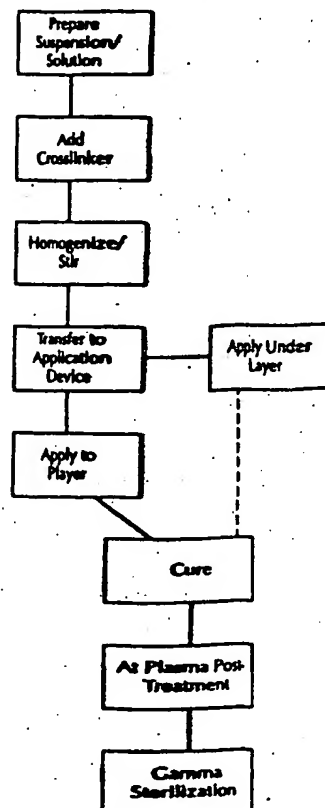 Prepare
Suspension/
Solution
Add
Crosslinker
Homogenize/
Stir
Transfer to
Application
Device
Apply Under
Layer
Apply to
Player
Cure
At Plasma Post-
Treatment
Gamma
Sterilization